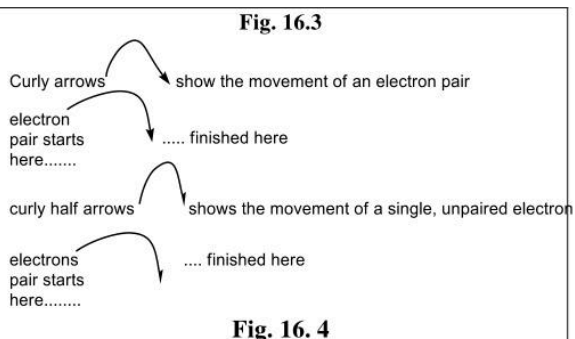 Fig. 16.3
Curly arrows show the movement of an electron pair
electron
pair starts ..... finished here
here.......
curly half arrows shows the movement of a single, unpaired electron
electrons .... finished here
pair starts
here........
Fig. 16. 4